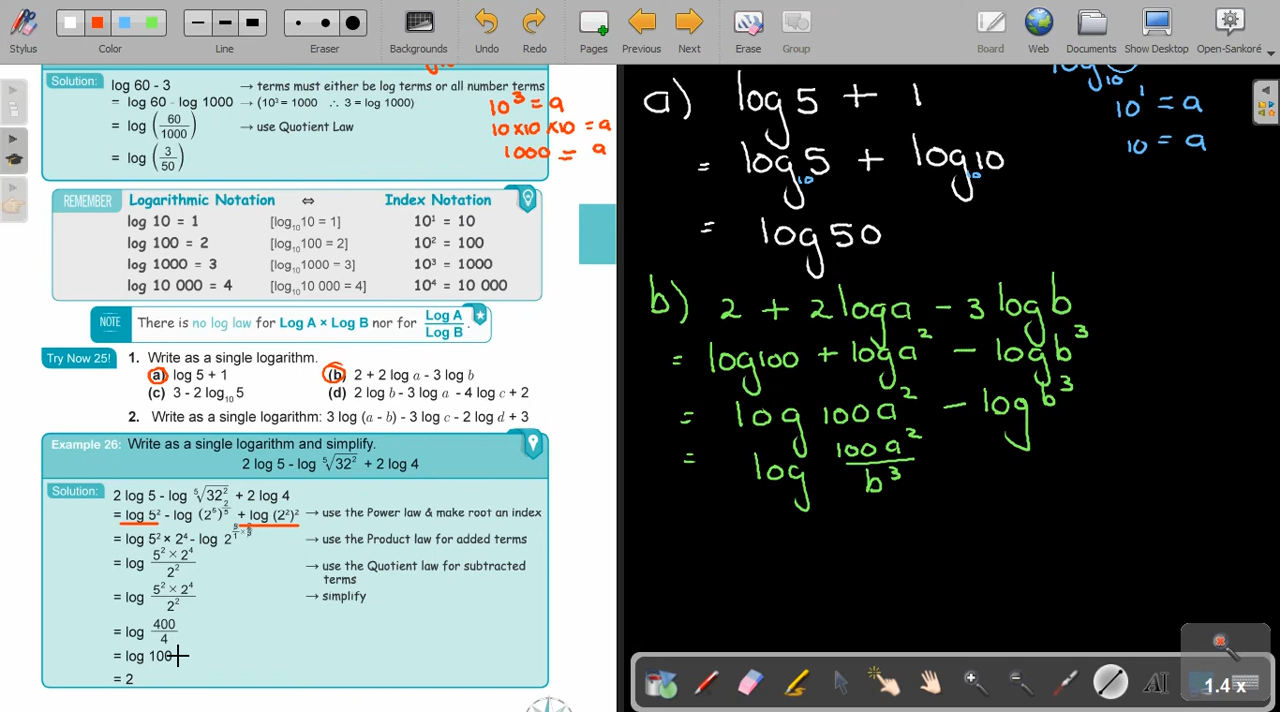 Stylus Color Line Eraser Backgrounds Undo Redo Pages Previous Next Erase Group Board Web Documents Show Desktop Open-Sankoré
Solution: log 60 - 3 → terms must either be log terms or all number terms
= log 60 - log 1000 → (10³ = 1000 ∴ 3 = log 1000)
= log (60/1000) → use Quotient Law
= log (3/50)
10³ = a
10 × 10 × 10 = a
1000 = a
REMEMBER Logarithmic Notation ⇔ Index Notation
log 10 = 1 [log₁₀10 = 1] 10¹ = 10
log 100 = 2 [log₁₀100 = 2] 10² = 100
log 1000 = 3 [log₁₀1000 = 3] 10³ = 1000
log 10 000 = 4 [log₁₀10 000 = 4] 10⁴ = 10 000
NOTE There is no log law for Log A × Log B nor for Log A/Log B.
Try Now 25! 1. Write as a single logarithm.
(a) log 5 + 1 (b) 2 + 2 log a - 3 log b
(c) 3 - 2 log₁₀ 5 (d) 2 log b - 3 log a - 4 log c + 2
2. Write as a single logarithm: 3 log (a - b) - 3 log c - 2 log d + 3
Example 26: Write as a single logarithm and simplify.
2 log 5 - log ⁵√32² + 2 log 4
Solution: 2 log 5 - log ⁵√32² + 2 log 4
= log 5² - log (2⁵)^(2/5) + log (2²)² → use the Power law & make root an index
= log 5² × 2⁴ - log 2^(5/1 × 2/5) → use the Product law for added terms
= log (5² × 2⁴)/2² → use the Quotient law for subtracted
terms
= log (5² × 2⁴)/2² → simplify
= log 400/4
= log 100
= 2
a) log 5 + 1
= log₁₀ 5 + log₁₀ 10
= log 50
10¹ = a
10 = a
b) 2 + 2 log a - 3 log b
= log 100 + log a² - log b³
= log 100a² - log b³
= log 100a²/b³
1.4 x